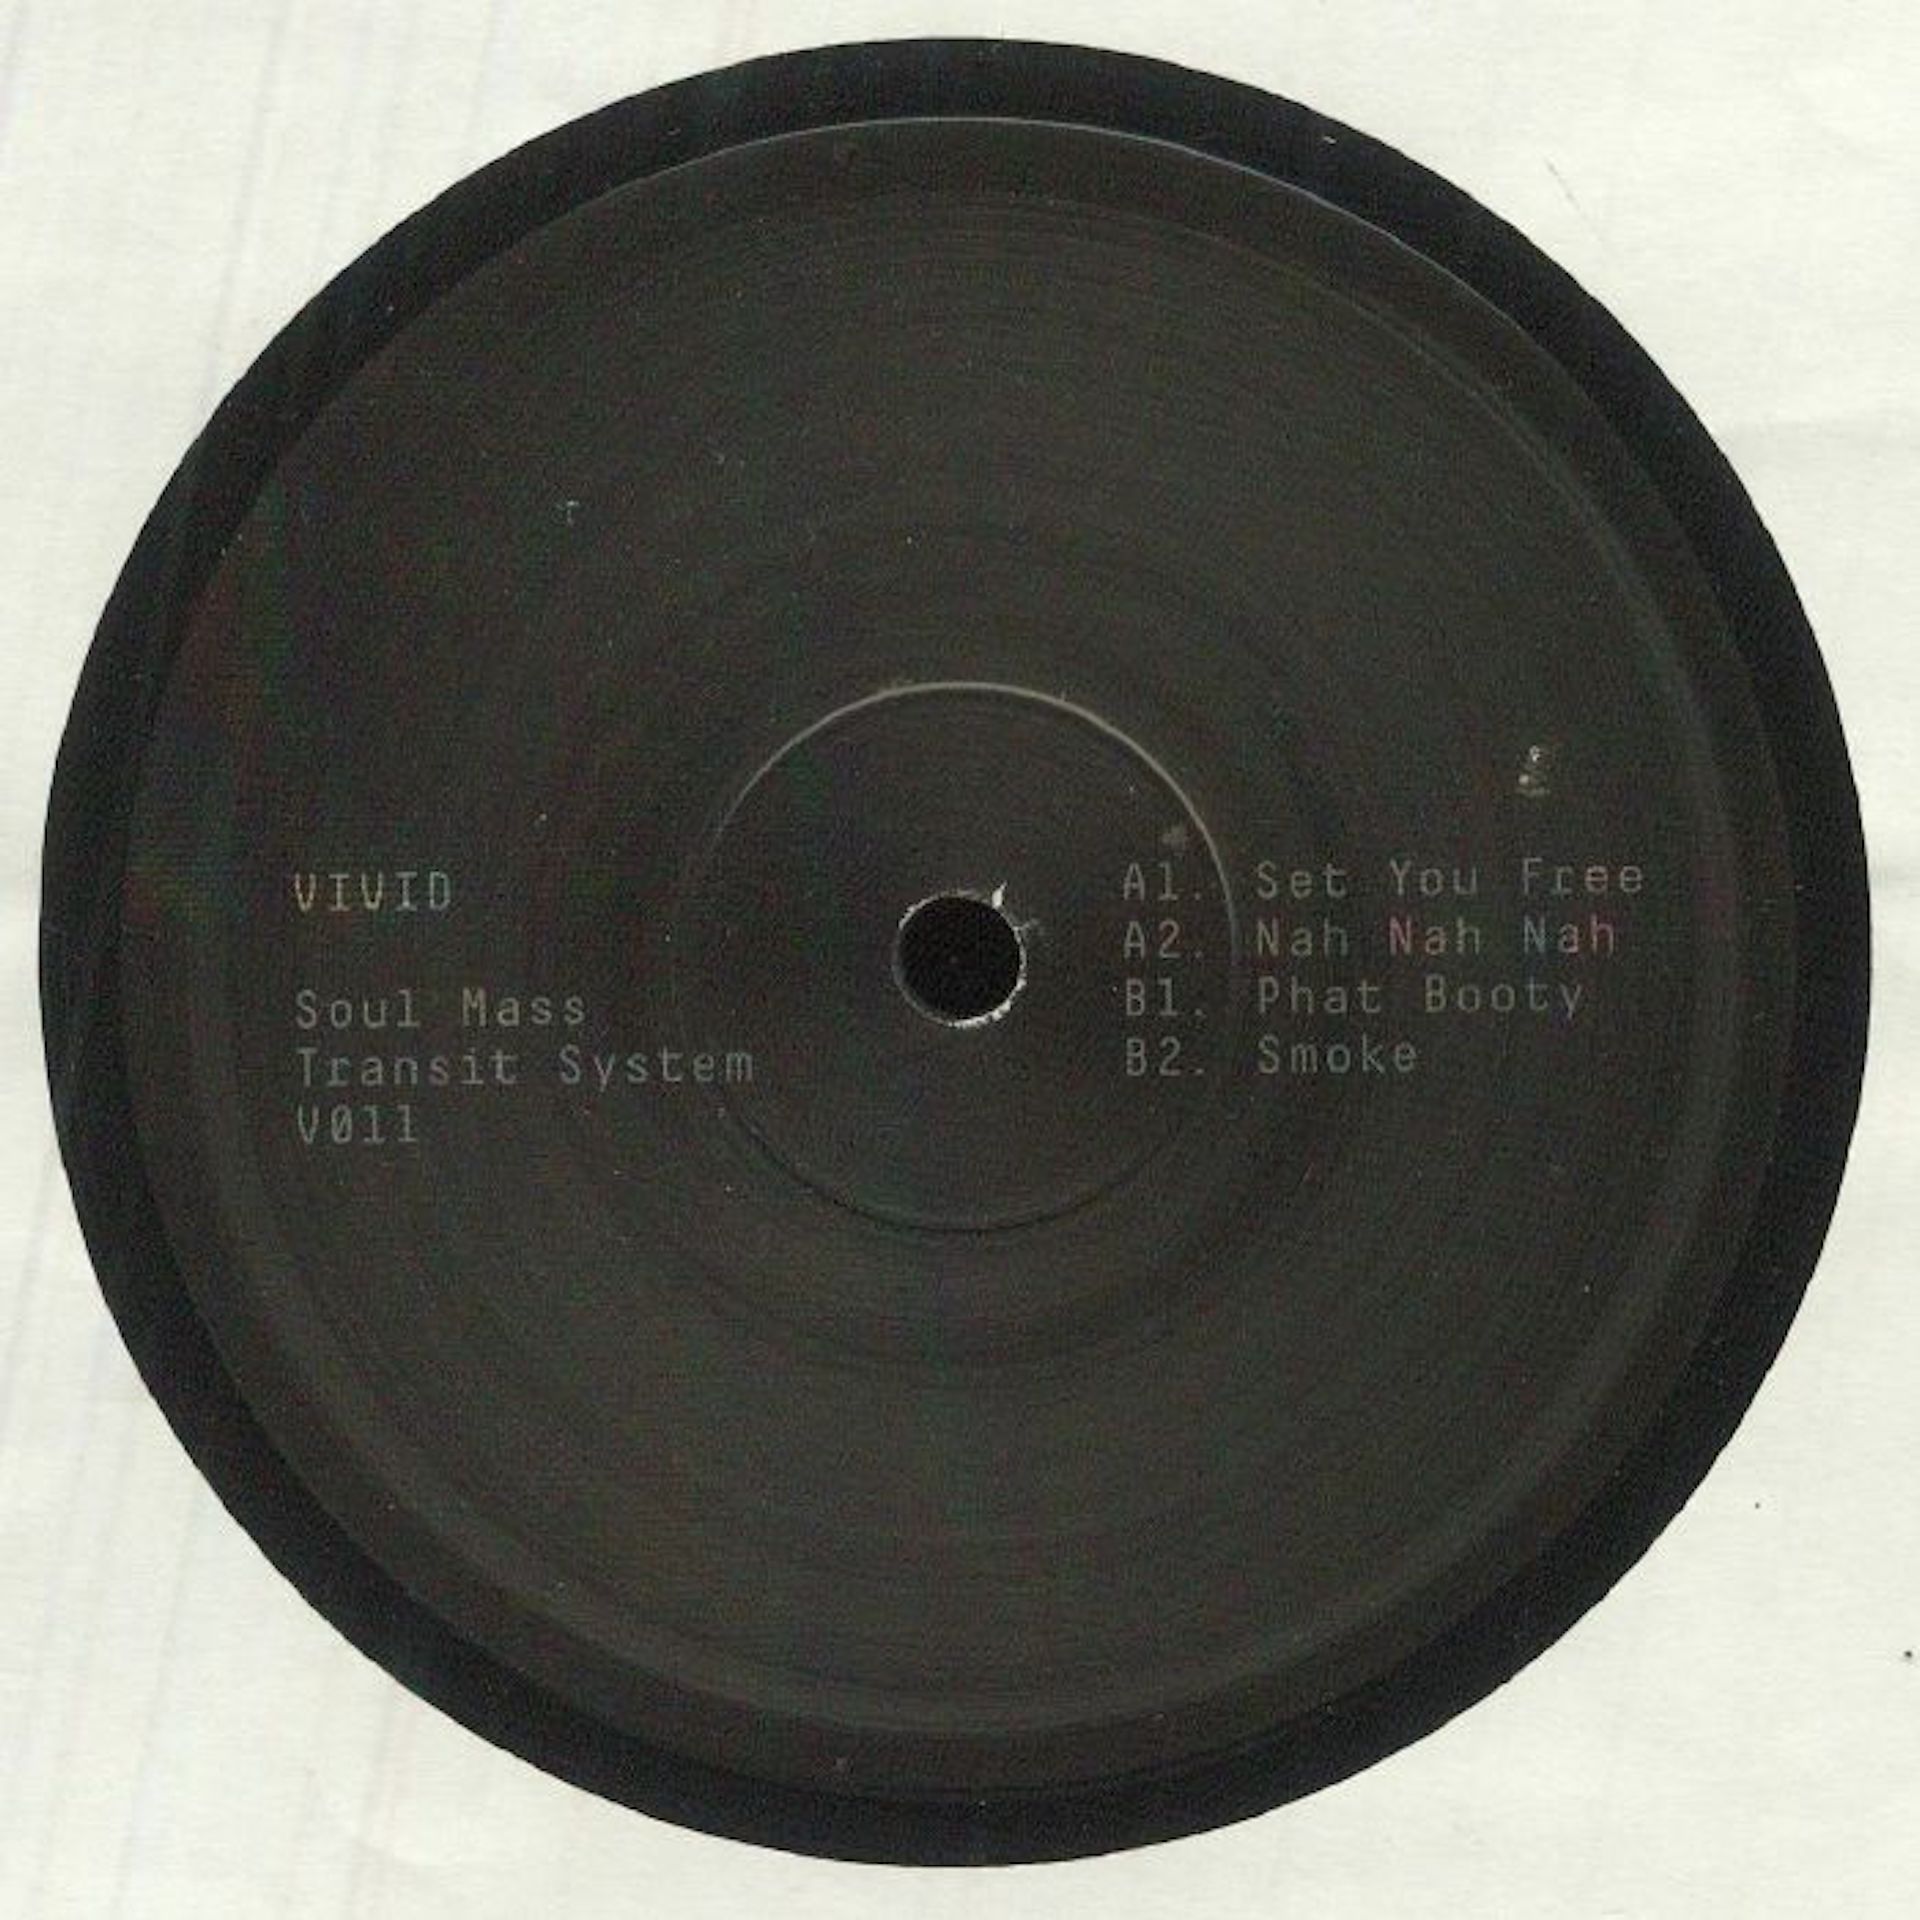 VIVID
Soul Mass
Transit System
V011
A1. Set You Free
A2. Nah Nah Nah
B1. Phat Booty
B2. Smoke